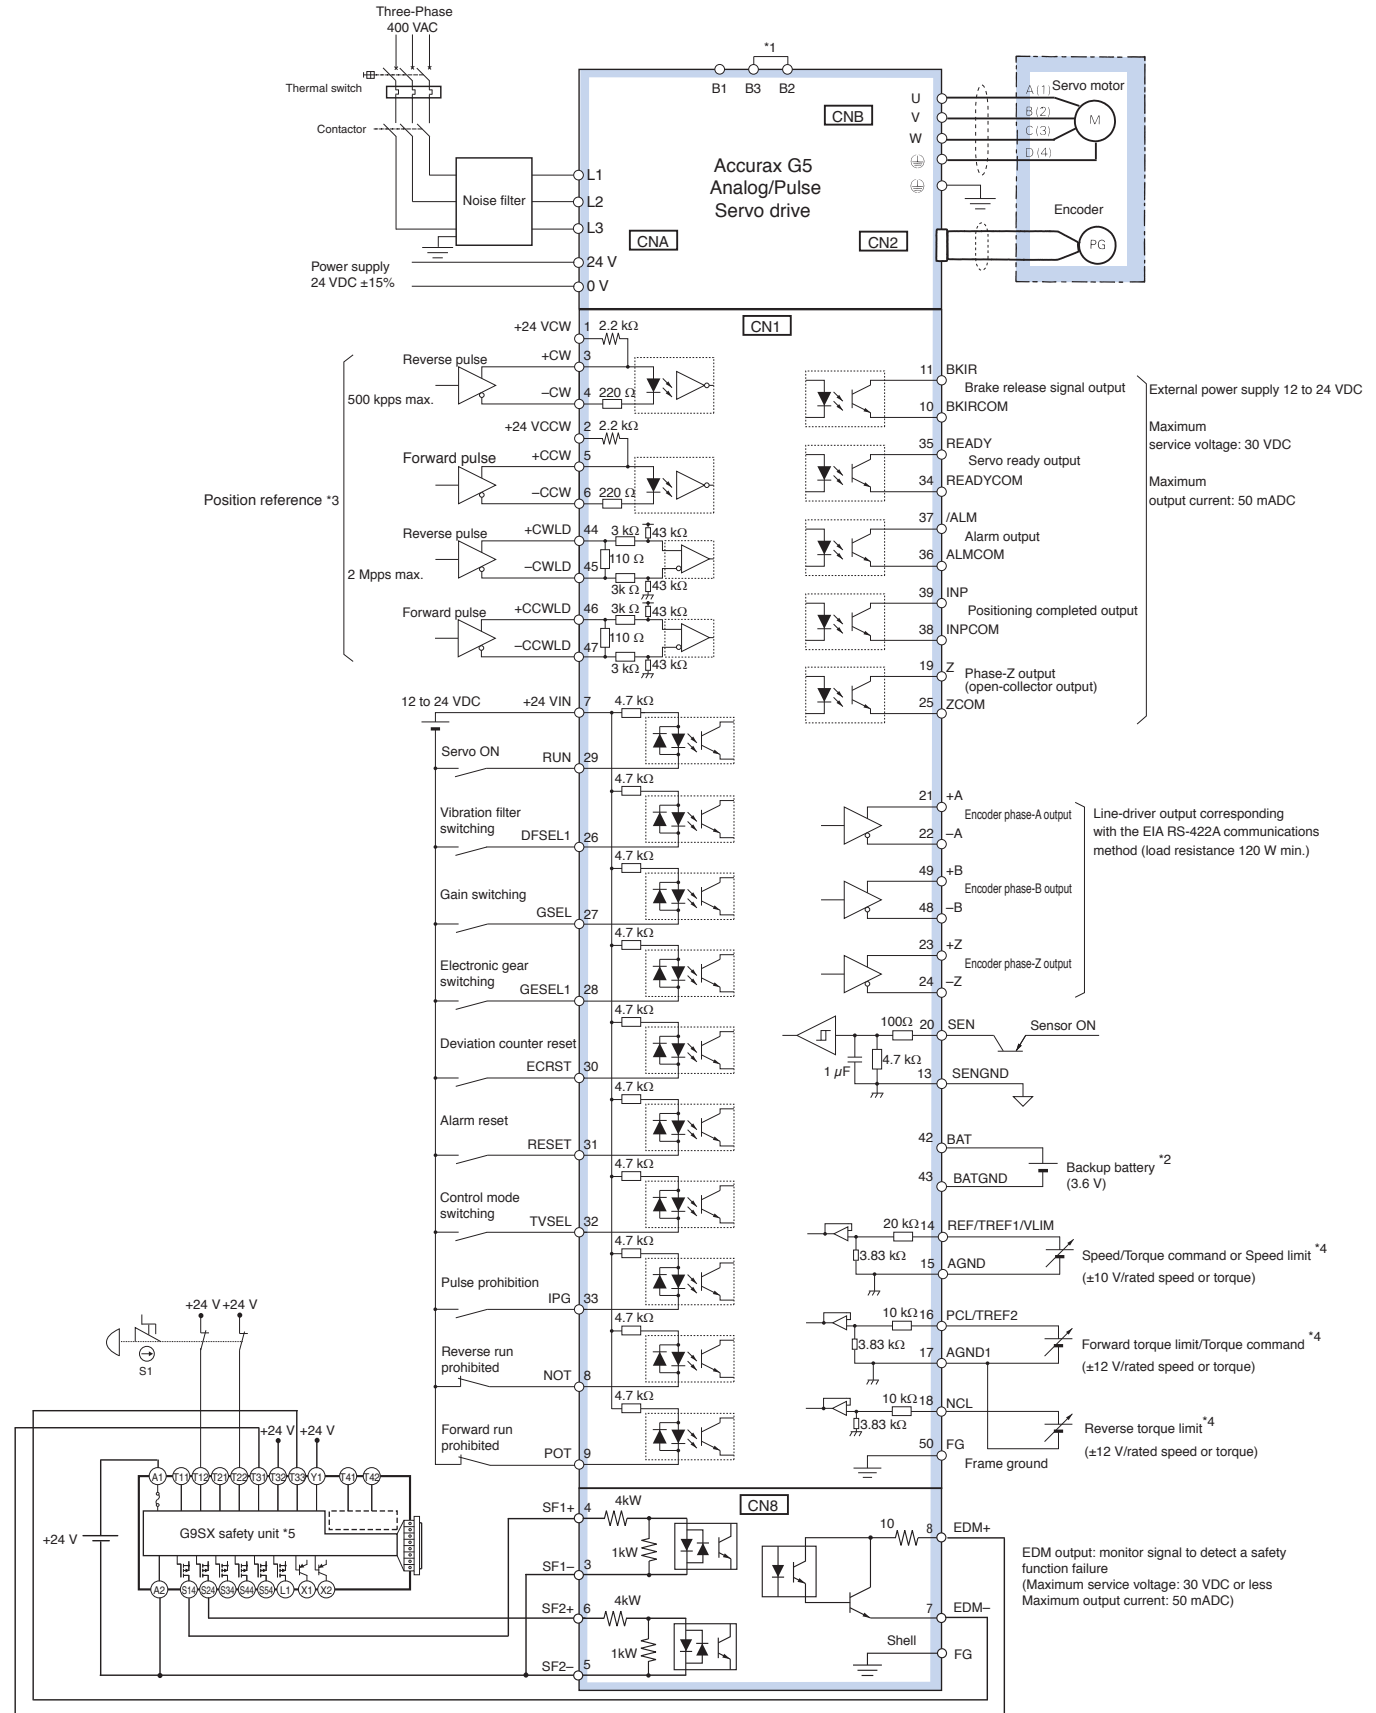 Three-Phase
400 VAC
Thermal switch
Contactor
Noise filter
L1
L2
L3
24 V
0 V
Power supply
24 VDC ±15%
*1
B1 B3 B2
CNB
U
V
W
A (1)
B (2)
C (3)
D (4)
Servo motor
M
Accurax G5
Analog/Pulse
Servo drive
CNA
CN2
Encoder
PG
CN1
+24 VCW 1 2.2 kΩ
Reverse pulse
+CW 3
500 kpps max.
–CW 4 220 Ω
+24 VCCW 2 2.2 kΩ
Forward pulse
+CCW 5
–CCW 6 220 Ω
Position reference *3
Reverse pulse
+CWLD 44 3 kΩ 43 kΩ
110 Ω
2 Mpps max.
–CWLD 45
3k Ω 43 kΩ
Forward pulse
+CCWLD 46 3k Ω 43 kΩ
110 Ω
–CCWLD 47
3 kΩ 43 kΩ
12 to 24 VDC
+24 VIN 7 4.7 kΩ
Servo ON
RUN 29
4.7 kΩ
Vibration filter
switching
DFSEL1 26
4.7 kΩ
Gain switching
GSEL 27
4.7 kΩ
Electronic gear
switching
GESEL1 28
4.7 kΩ
Deviation counter reset
ECRST 30
4.7 kΩ
Alarm reset
RESET 31
4.7 kΩ
Control mode
switching
TVSEL 32
4.7 kΩ
Pulse prohibition
IPG 33
4.7 kΩ
Reverse run
prohibited
NOT 8
4.7 kΩ
Forward run
prohibited
POT 9
11 BKIR
Brake release signal output
10 BKIRCOM
35 READY
Servo ready output
34 READYCOM
37 /ALM
Alarm output
36 ALMCOM
39 INP
Positioning completed output
38 INPCOM
19 Z
Phase-Z output
(open-collector output)
25 ZCOM
External power supply 12 to 24 VDC
Maximum
service voltage: 30 VDC
Maximum
output current: 50 mADC
21 +A
Encoder phase-A output
22 –A
49 +B
Encoder phase-B output
48 –B
23 +Z
Encoder phase-Z output
24 –Z
Line-driver output corresponding
with the EIA RS-422A communications
method (load resistance 120 W min.)
100Ω 20 SEN
Sensor ON
1 μF
4.7 kΩ
13 SENGND
42 BAT
43 BATGND
Backup battery *2
(3.6 V)
20 kΩ 14 REF/TREF1/VLIM
3.83 kΩ
15 AGND
Speed/Torque command or Speed limit *4
(±10 V/rated speed or torque)
10 kΩ 16 PCL/TREF2
3.83 kΩ
17 AGND1
Forward torque limit/Torque command *4
(±12 V/rated speed or torque)
10 kΩ 18 NCL
3.83 kΩ
Reverse torque limit*4
(±12 V/rated speed or torque)
50 FG
Frame ground
+24 V +24 V
S1
+24 V +24 V
A1 T11 T12 T21 T22 T31 T32 T33 Y1 T41 T42
G9SX safety unit *5
+24 V
A2 S14 S24 S34 S44 S54 L1 X1 X2
CN8
SF1+ 4 4kW
1kW
SF1– 3
SF2+ 6 4kW
1kW
SF2– 5
10 8 EDM+
7 EDM–
Shell
FG
EDM output: monitor signal to detect a safety
function failure
(Maximum service voltage: 30 VDC or less
Maximum output current: 50 mADC)